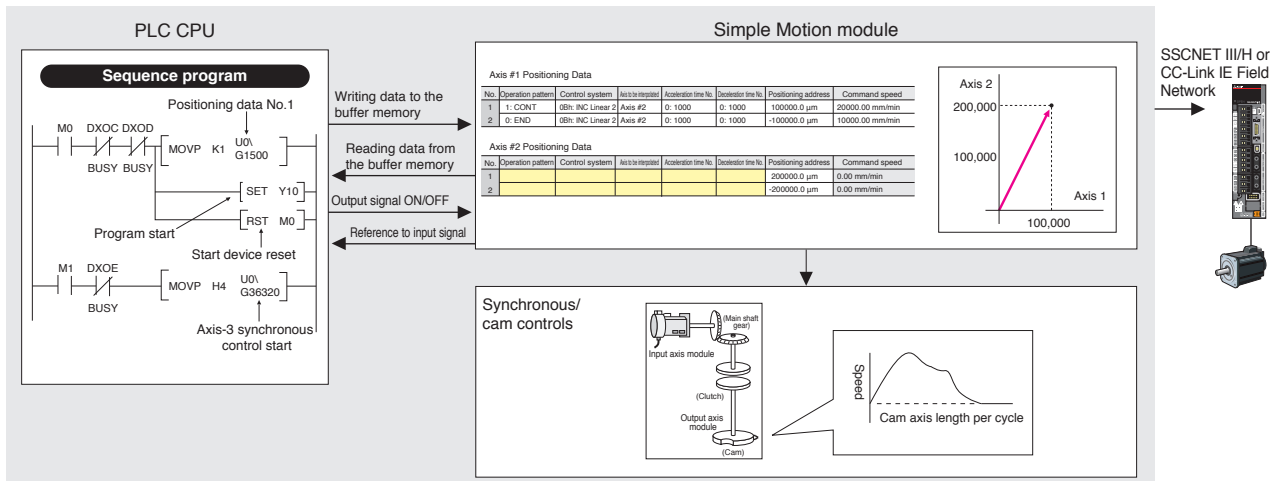 PLC CPU
Sequence program
Positioning data No.1
M0 DXOC DXOD
MOVP K1 U0\
G1500
BUSY BUSY
SET Y10
RST M0
Program start
Start device reset
M1 DXOE
MOVP H4 U0\
G36320
BUSY
Axis-3 synchronous
control start
Writing data to the
buffer memory
Reading data from
the buffer memory
Output signal ON/OFF
Reference to input signal
Simple Motion module
Axis #1 Positioning Data
No. Operation pattern Control system Axis to be interpolated Acceleration time No. Deceleration time No. Positioning address Command speed
1 1: CONT 0Bh: INC Linear 2 Axis #2 0: 1000 0: 1000 100000.0 µm 20000.00 mm/min
2 0: END 0Bh: INC Linear 2 Axis #2 0: 1000 0: 1000 -100000.0 µm 10000.00 mm/min
Axis #2 Positioning Data
No. Operation pattern Control system Axis to be interpolated Acceleration time No. Deceleration time No. Positioning address Command speed
1 200000.0 µm 0.00 mm/min
2 -200000.0 µm 0.00 mm/min
Axis 2
200,000
100,000
Axis 1
100,000
Synchronous/
cam controls
(Main shaft
gear)
Input axis module
(Clutch)
Output axis
module
(Cam)
Speed
Cam axis length per cycle
SSCNET III/H or
CC-Link IE Field
Network